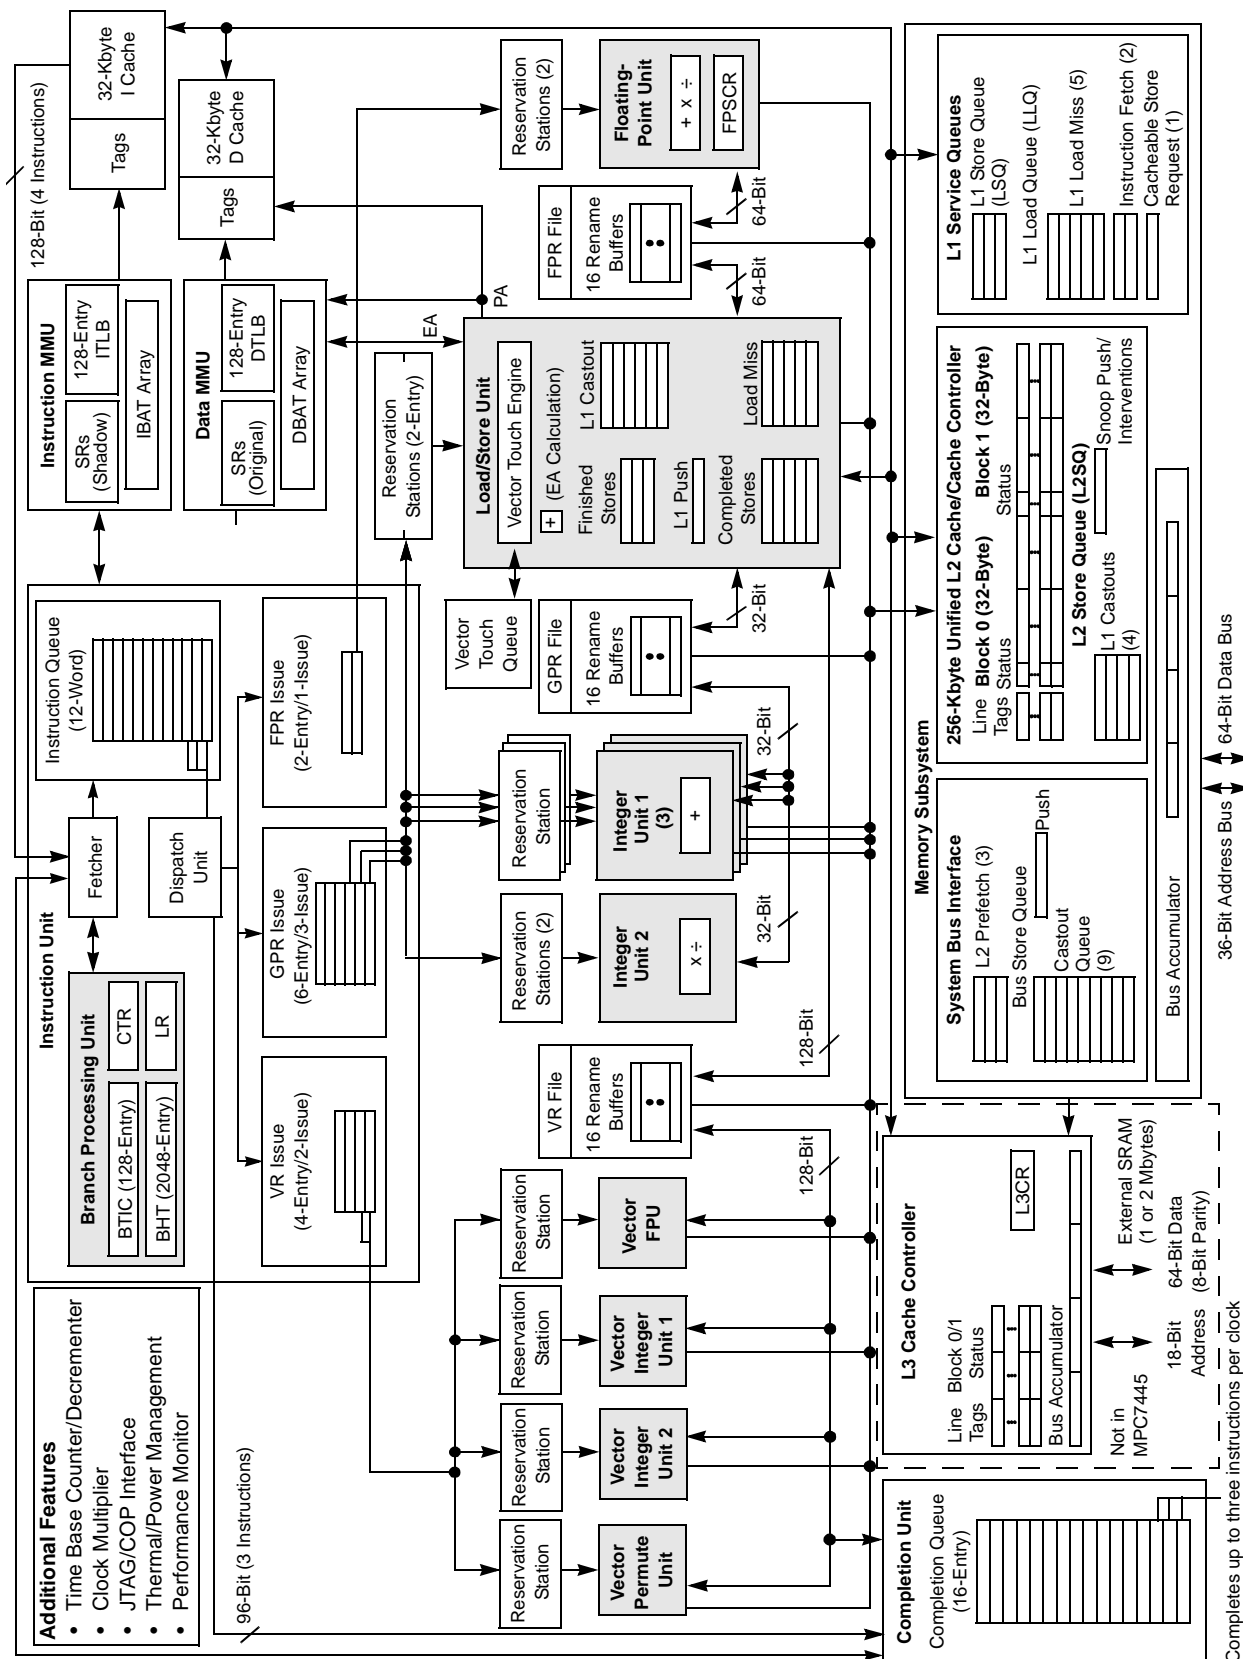 Additional Features
• Time Base Counter/Decrementer
• Clock Multiplier
• JTAG/COP Interface
• Thermal/Power Management
• Performance Monitor
96-Bit (3 Instructions)
Instruction Unit
Branch Processing Unit
BTIC (128-Entry)
CTR
BHT (2048-Entry)
LR
Fetcher
Dispatch
Unit
Instruction Queue
(12-Word)
VR Issue
(4-Entry/2-Issue)
GPR Issue
(6-Entry/3-Issue)
FPR Issue
(2-Entry/1-Issue)
Instruction MMU
SRs
(Shadow)
128-Entry
ITLB
IBAT Array
Data MMU
SRs
(Original)
128-Entry
DTLB
DBAT Array
128-Bit (4 Instructions)
Tags
32-Kbyte
I Cache
Tags
32-Kbyte
D Cache
EA
PA
Reservation
Stations (2-Entry)
Reservation
Station
Reservation
Station
Reservation
Station
Reservation
Station
Vector
Permute
Unit
Vector
Integer
Unit 2
Vector
Integer
Unit 1
Vector
FPU
VR File
16 Rename
Buffers
128-Bit
128-Bit
Reservation
Stations (2)
Integer
Unit 2
x ÷
Reservation
Station
Integer
Unit 1
(3)
+
32-Bit
32-Bit
GPR File
16 Rename
Buffers
32-Bit
Vector
Touch
Queue
Load/Store Unit
Vector Touch Engine
+
(EA Calculation)
Finished
Stores
L1 Castout
L1 Push
Completed
Stores
Load Miss
FPR File
16 Rename
Buffers
64-Bit
64-Bit
Reservation
Stations (2)
Floating-
Point Unit
+ x ÷
FPSCR
Completion Unit
Completion Queue
(16-Entry)
Completes up to three instructions per clock
L3 Cache Controller
Line
Tags
Block 0/1
Status
L3CR
Bus Accumulator
Not in
MPC7445
18-Bit
Address
64-Bit Data
(8-Bit Parity)
External SRAM
(1 or 2 Mbytes)
Memory Subsystem
System Bus Interface
L2 Prefetch (3)
Bus Store Queue
Castout
Queue
(9)
Push
Bus Accumulator
256-Kbyte Unified L2 Cache/Cache Controller
Line
Tags
Block 0 (32-Byte)
Status
Block 1 (32-Byte)
Status
L2 Store Queue (L2SQ)
L1 Castouts
(4)
Snoop Push/
Interventions
L1 Service Queues
L1 Store Queue
(LSQ)
L1 Load Queue (LLQ)
L1 Load Miss (5)
Instruction Fetch (2)
Cacheable Store
Request (1)
36-Bit Address Bus
64-Bit Data Bus